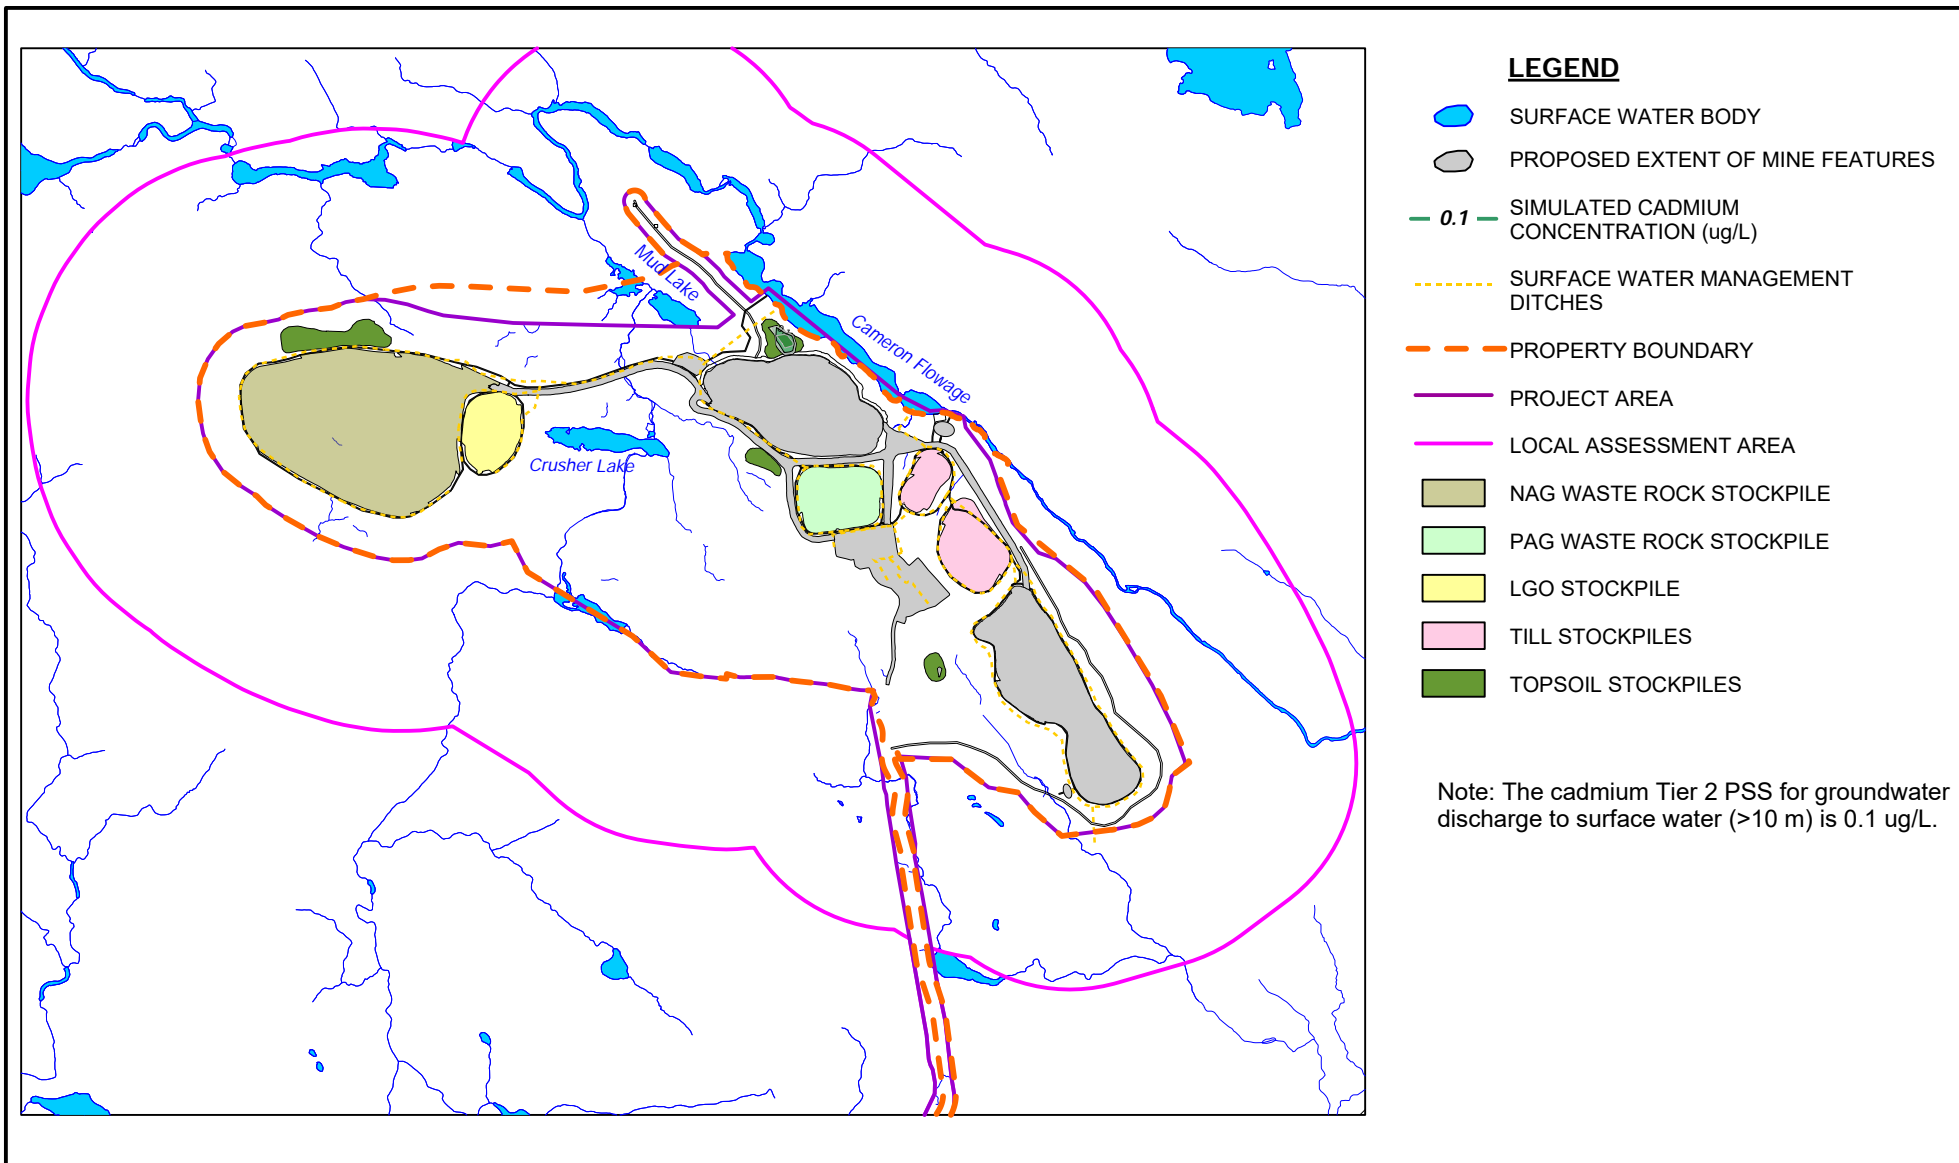 LEGEND
SURFACE WATER BODY
PROPOSED EXTENT OF MINE FEATURES
0.1
SIMULATED CADMIUM
CONCENTRATION (ug/L)
SURFACE WATER MANAGEMENT
DITCHES
PROPERTY BOUNDARY
PROJECT AREA
LOCAL ASSESSMENT AREA
NAG WASTE ROCK STOCKPILE
PAG WASTE ROCK STOCKPILE
LGO STOCKPILE
TILL STOCKPILES
TOPSOIL STOCKPILES
Note: The cadmium Tier 2 PSS for groundwater
discharge to surface water (>10 m) is 0.1 ug/L.
Mud Lake
Cameron Flowage
Crusher Lake